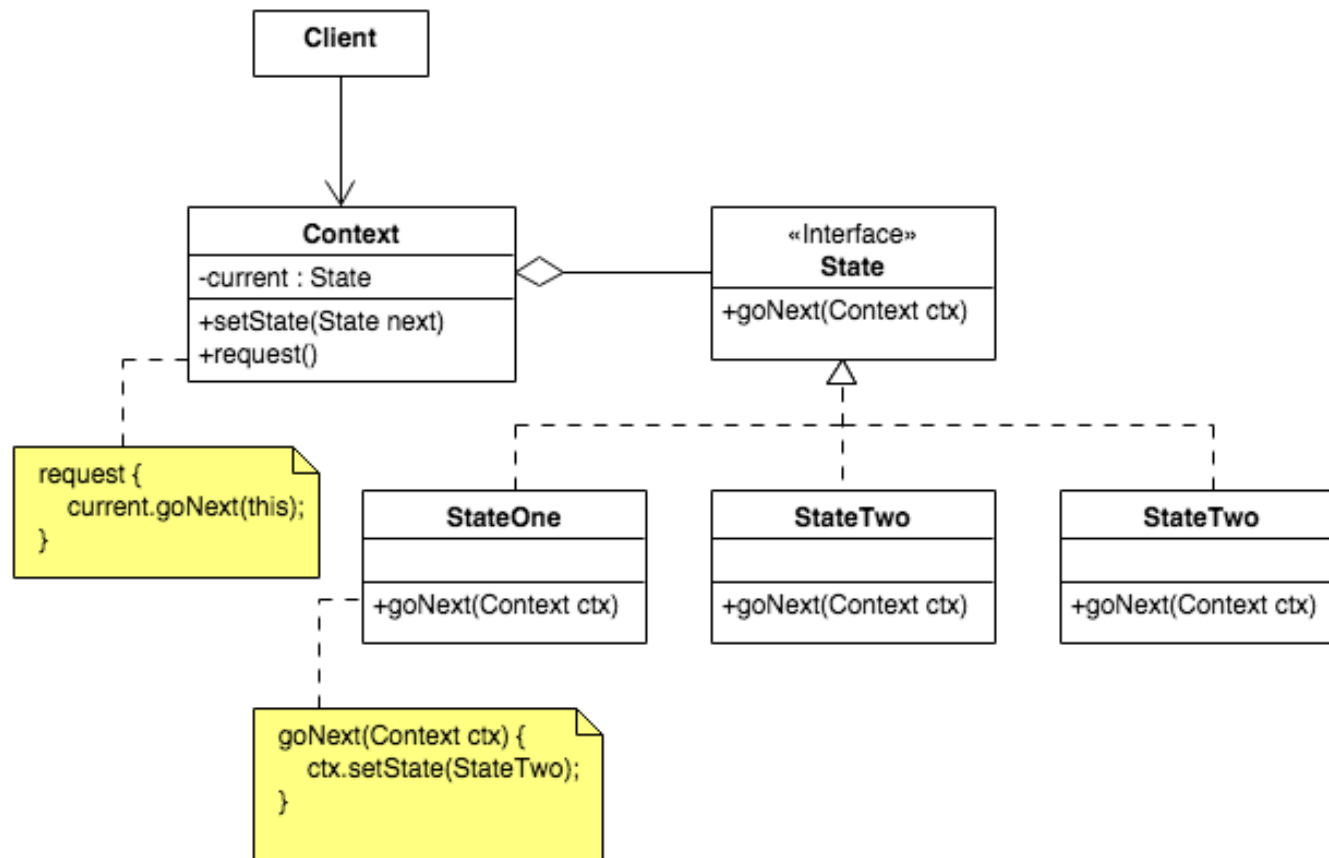 Client
Context
-current : State
+setState(State next)
+request()
«Interface»
State
+goNext(Context ctx)
request {
current.goNext(this);
}
StateOne
+goNext(Context ctx)
StateTwo
+goNext(Context ctx)
StateTwo
+goNext(Context ctx)
goNext(Context ctx) {
ctx.setState(StateTwo);
}